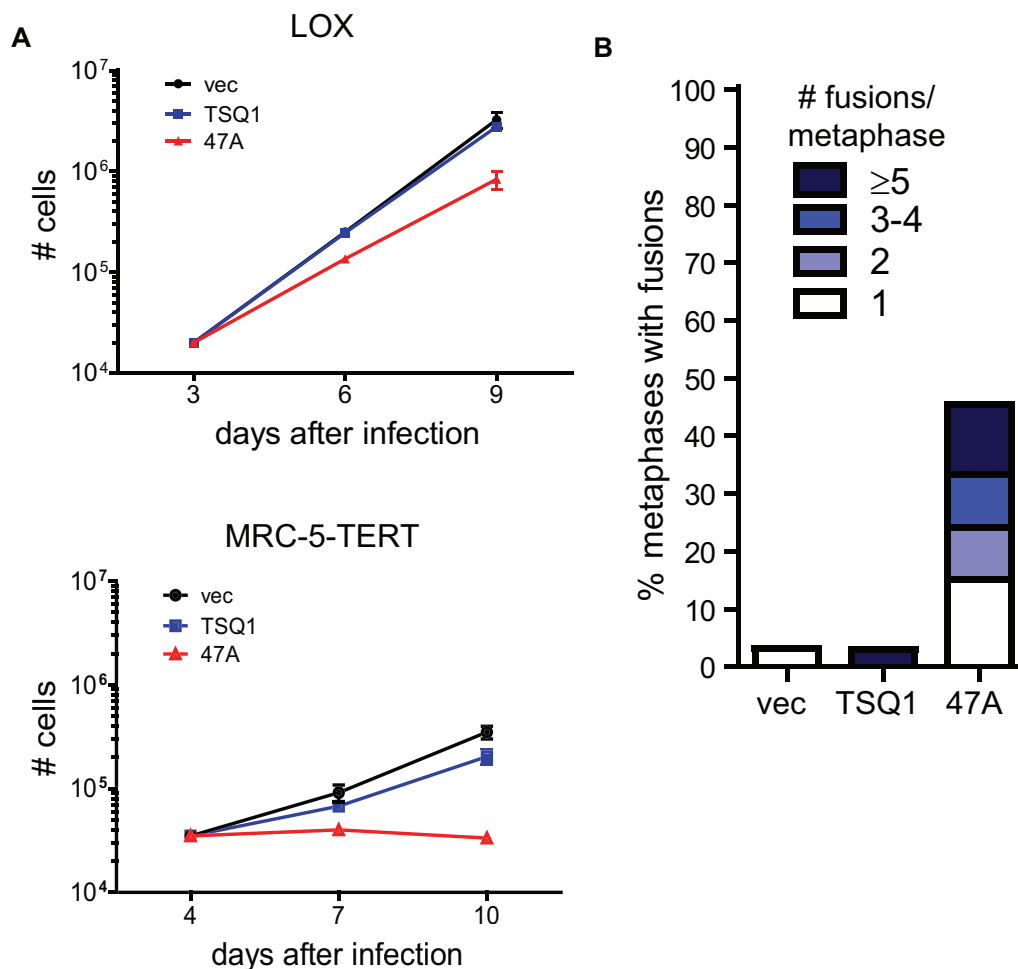 A
LOX
vec
TSQ1
47A
10^7
10^6
10^5
10^4
# cells
3 6 9
days after infection
MRC-5-TERT
vec
TSQ1
47A
10^7
10^6
10^5
10^4
# cells
4 7 10
days after infection
B
# fusions/
metaphase
≥5
3-4
2
1
100
90
80
70
60
50
40
30
20
10
0
% metaphases with fusions
vec TSQ1 47A